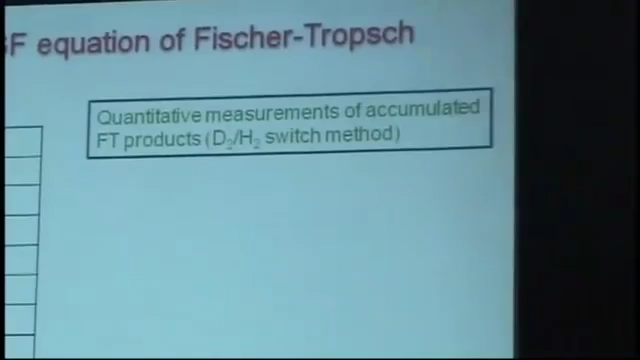 F equation of Fischer-Tropsch
Quantitative measurements of accumulated
FT products (D₂/H₂ switch method)